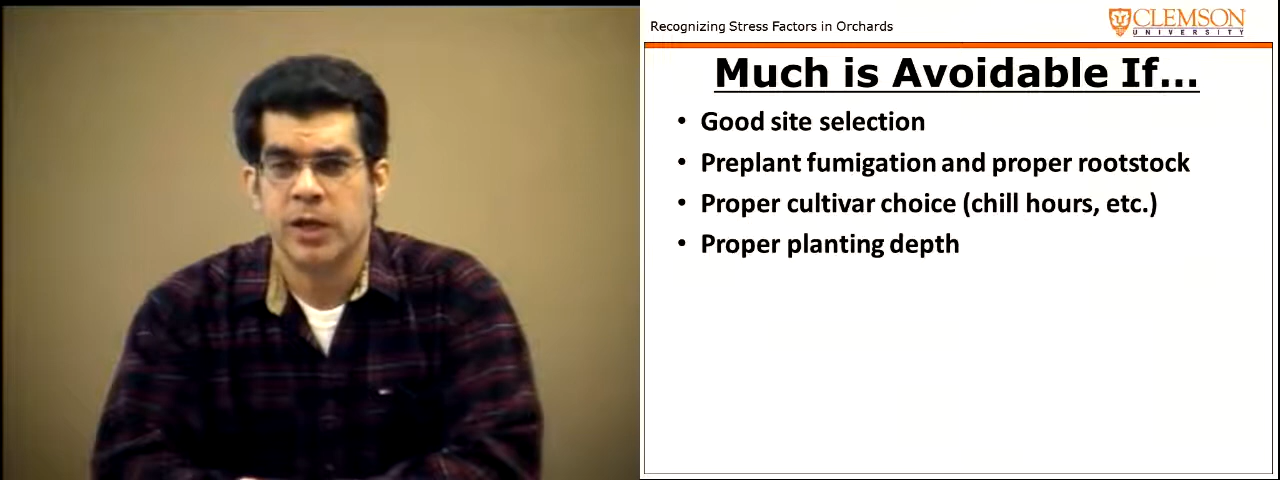 Recognizing Stress Factors in Orchards
CLEMSON
UNIVERSITY
Much is Avoidable If...
• Good site selection
• Preplant fumigation and proper rootstock
• Proper cultivar choice (chill hours, etc.)
• Proper planting depth